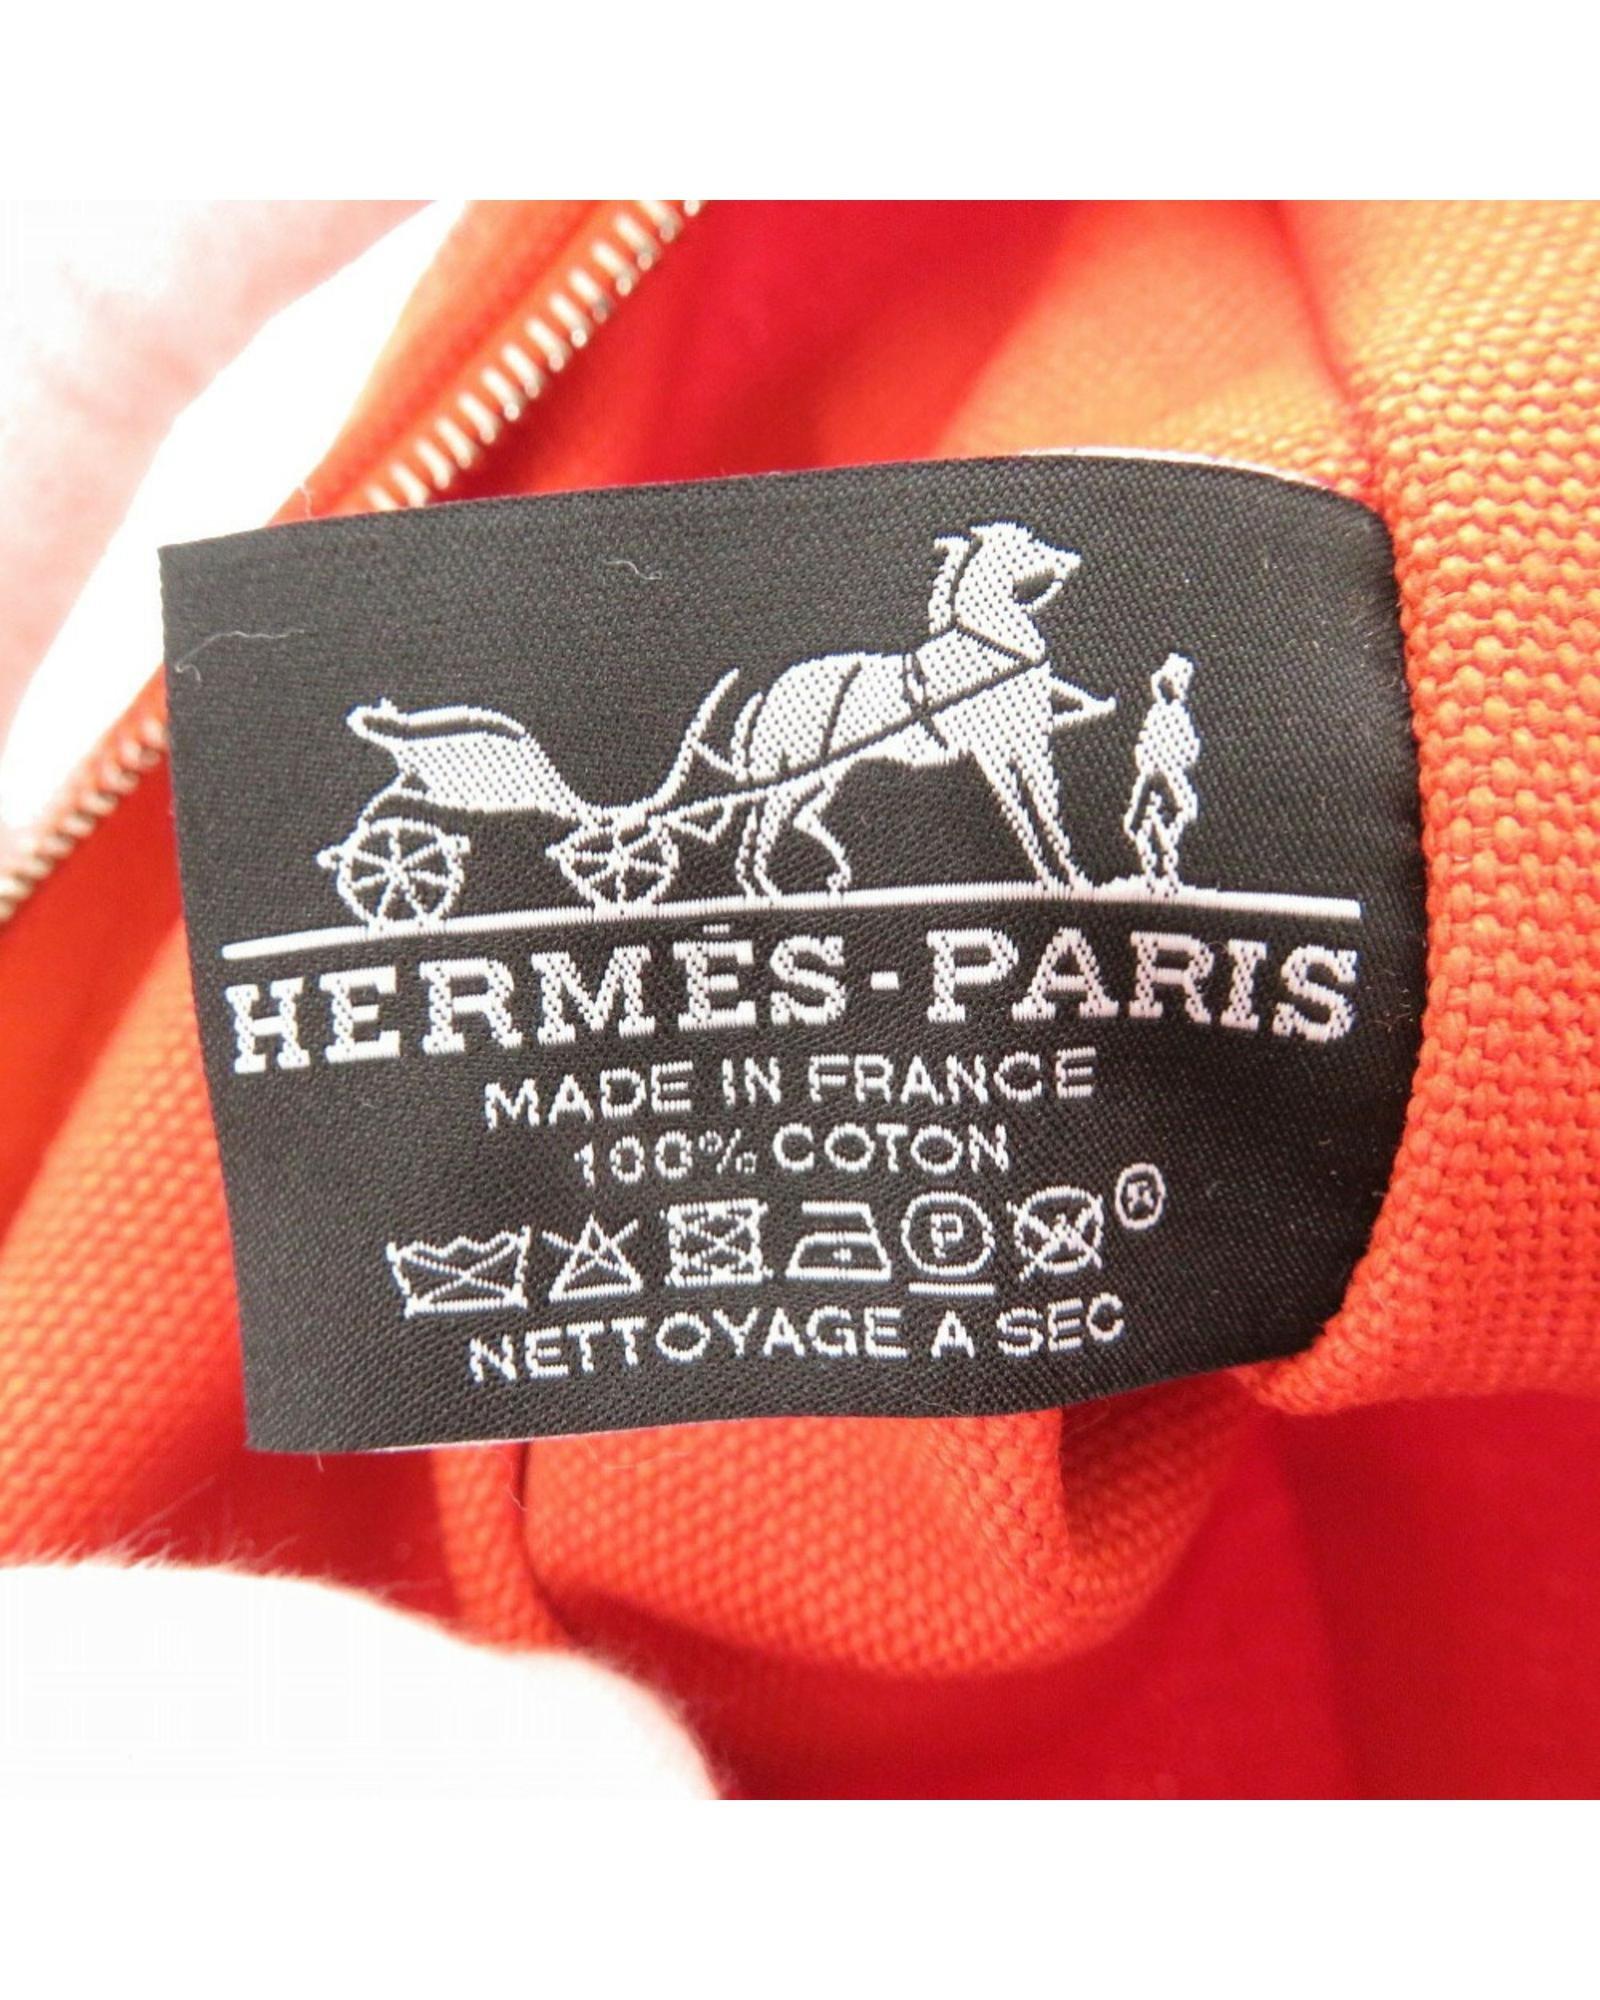 HERMÈS-PARIS
MADE IN FRANCE
100% COTON
P ®
NETTOYAGE A SEC